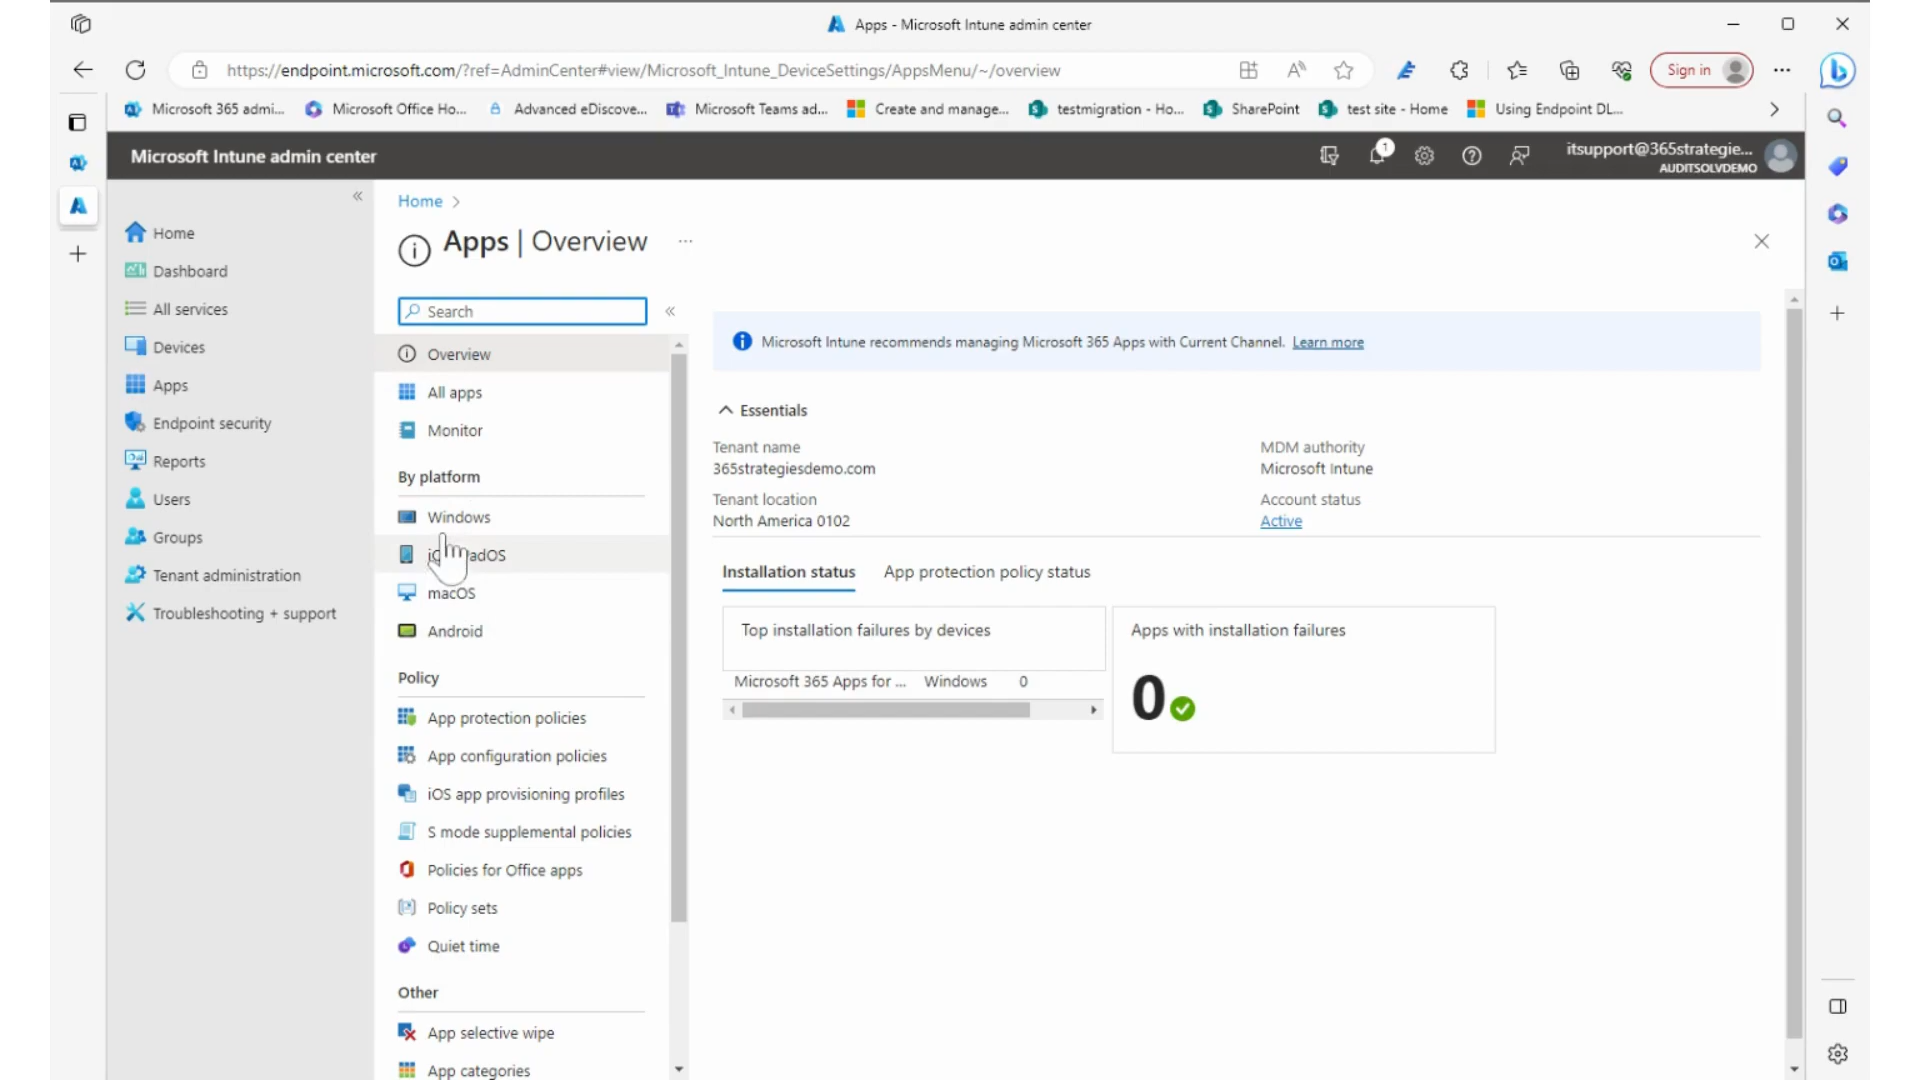 Apps - Microsoft Intune admin center
https://endpoint.microsoft.com/?ref=AdminCenter#view/Microsoft_Intune_DeviceSettings/AppsMenu/~/overview
Sign in
Microsoft 365 admi...
Microsoft Office Ho...
Advanced eDiscove...
Microsoft Teams ad...
Create and manage...
testmigration - Ho...
SharePoint
test site - Home
Using Endpoint DL...
Microsoft Intune admin center
1
itsupport@365strategie...
AUDITSOLVDEMO
Home
Dashboard
All services
Devices
Apps
Endpoint security
Reports
Users
Groups
Tenant administration
Troubleshooting + support
Home >
Apps | Overview ...
Search
Overview
All apps
Monitor
By platform
Windows
macOS
Android
Policy
App protection policies
App configuration policies
iOS app provisioning profiles
S mode supplemental policies
Policies for Office apps
Policy sets
Quiet time
Other
App selective wipe
App categories
Microsoft Intune recommends managing Microsoft 365 Apps with Current Channel. Learn more
Essentials
Tenant name
365strategiesdemo.com
Tenant location
North America 0102
MDM authority
Microsoft Intune
Account status
Active
Installation status
App protection policy status
Top installation failures by devices
Microsoft 365 Apps for ... Windows 0
Apps with installation failures
0